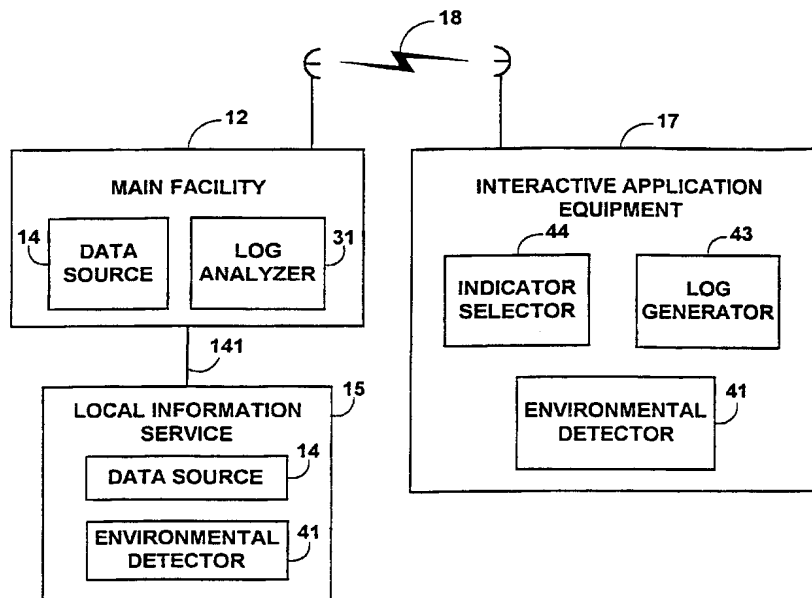 18
12
MAIN FACILITY
14
DATA
SOURCE
LOG
ANALYZER
31
17
INTERACTIVE APPLICATION
EQUIPMENT
44
INDICATOR
SELECTOR
43
LOG
GENERATOR
ENVIRONMENTAL
DETECTOR
41
141
15
LOCAL INFORMATION
SERVICE
14
DATA SOURCE
ENVIRONMENTAL
DETECTOR
41